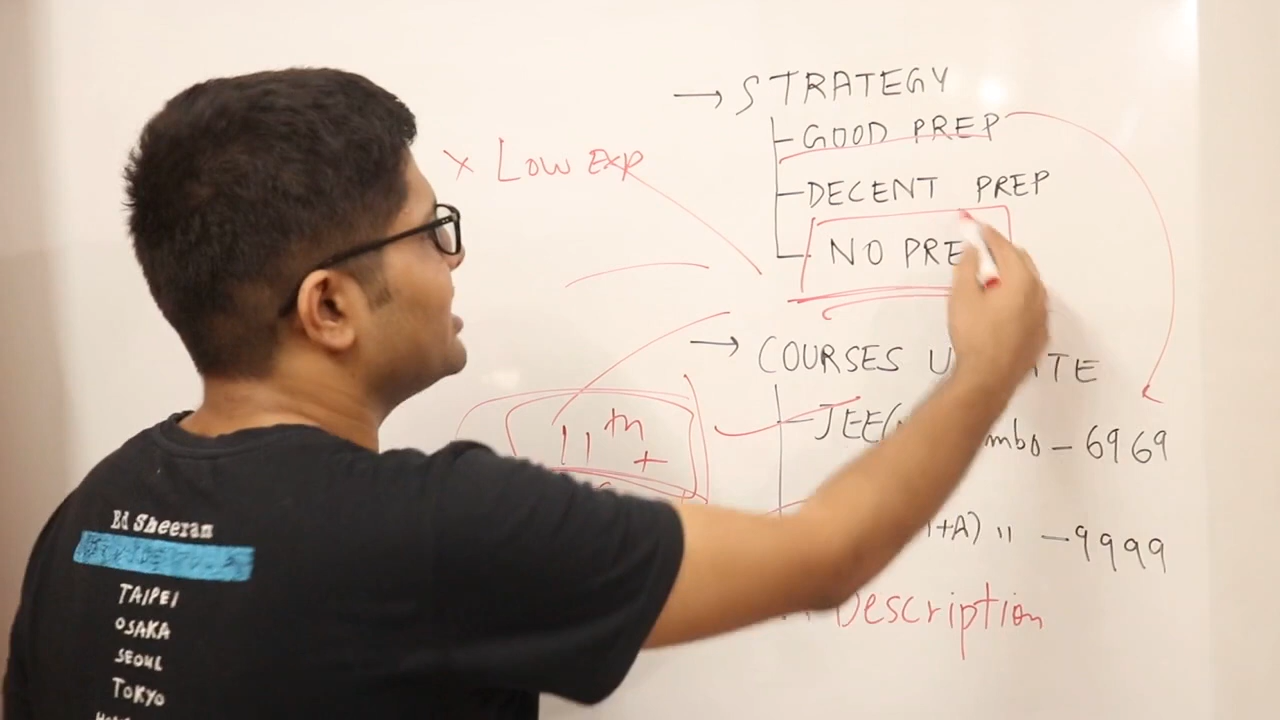 → STRATEGY
GOOD PREP
× LOW EXP
DECENT PREP
NO PRE
→ COURSES U ATE
11th +
JEE( mbo - 6969
+A) 11 - 9999
Description
Ed Sheeran
TAIPEI
OSAKA
SEOUL
TOKYO